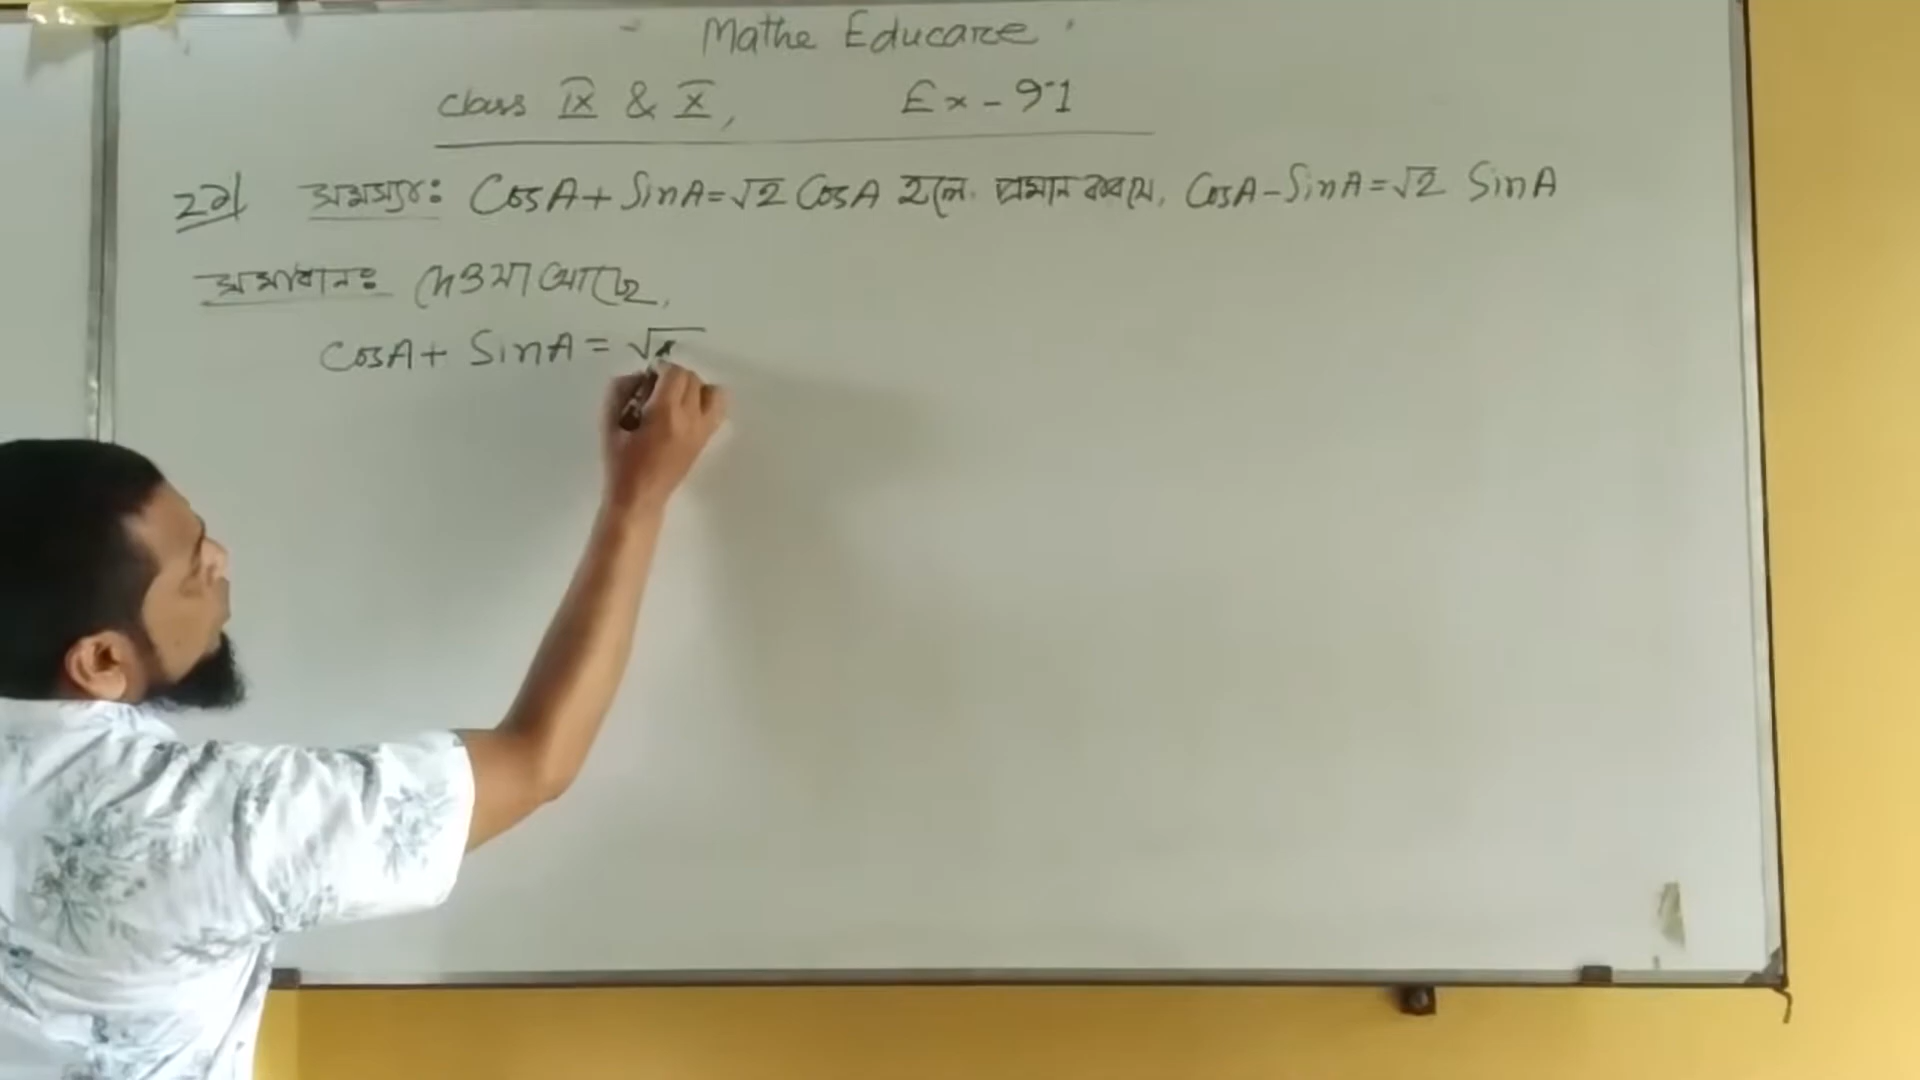 Mathe Educare
Class IX & X, Ex - 9.1
22। সমস্যা: CosA + SinA = √2 CosA হলে, প্রমান কর যে, CosA - SinA = √2 SinA
সমাধান: দেওয়া আছে,
CosA + SinA = √